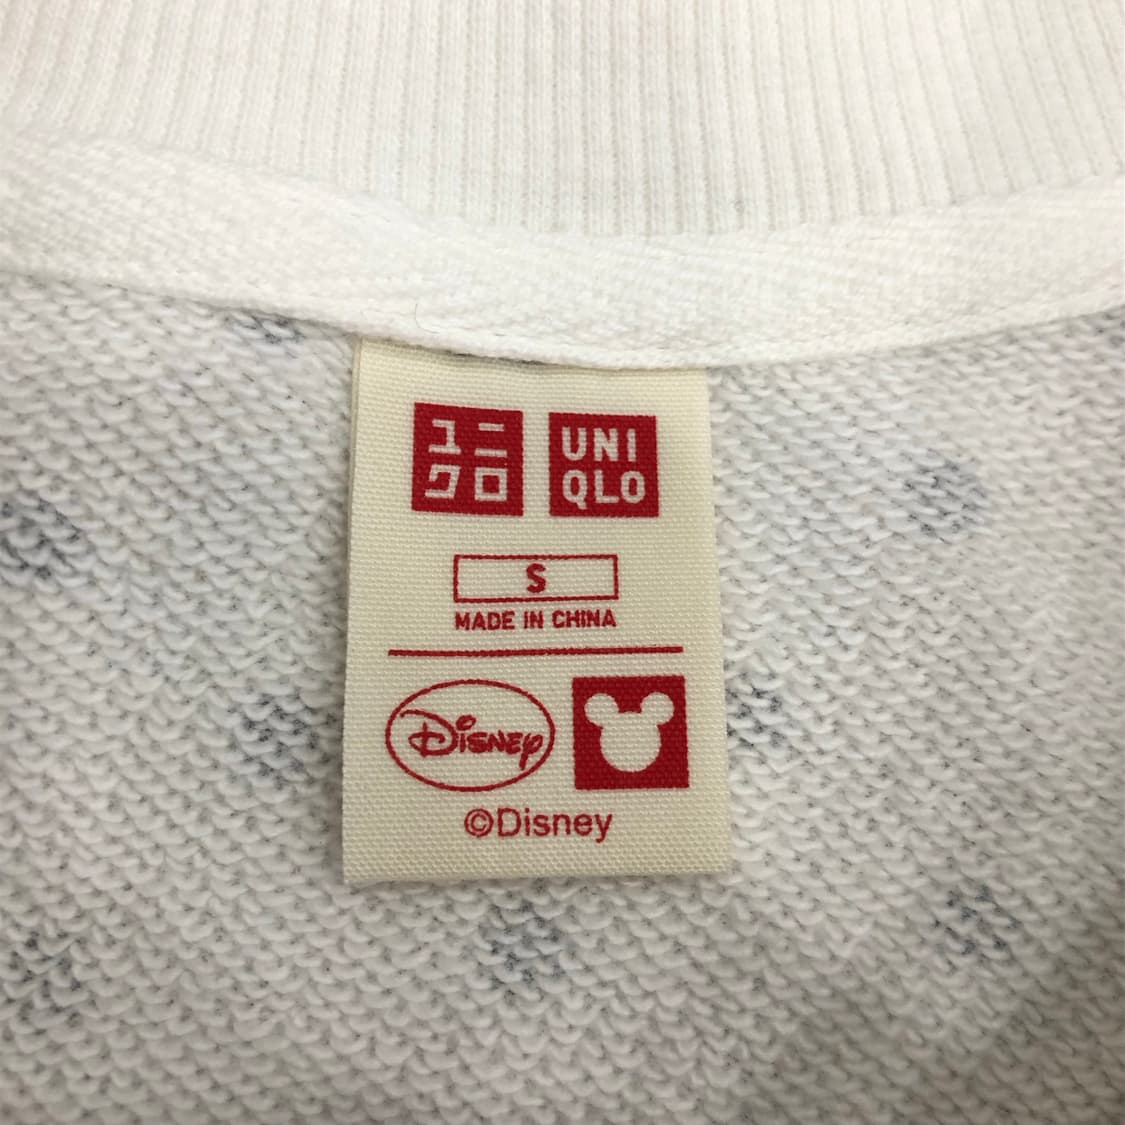 ユニ
クロ
UNI
QLO
S
MADE IN CHINA
Disney
©Disney